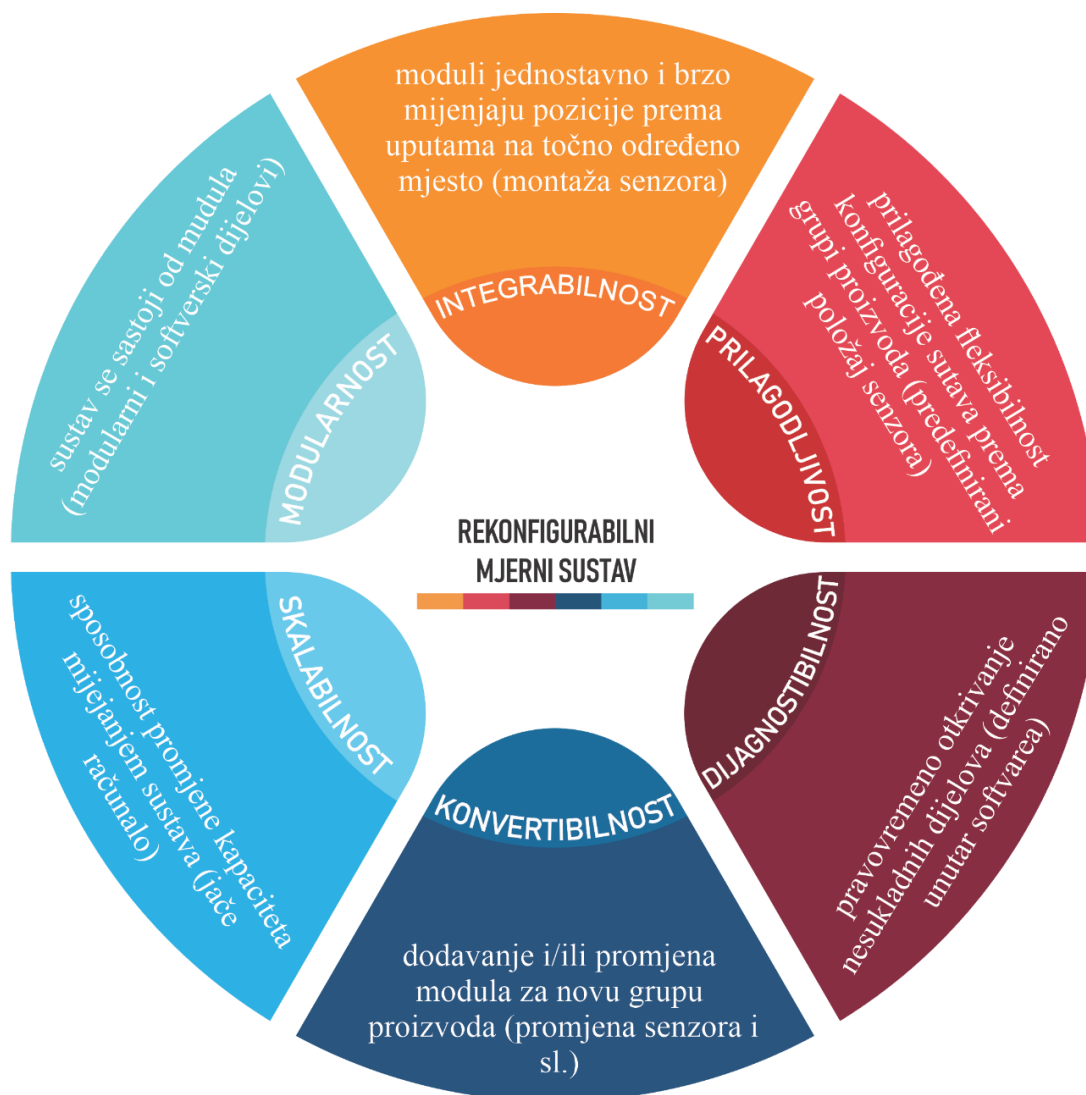 moduli jednostavno i brzo
mijenjaju pozicije prema
uputama na točno određeno
mjesto (montaža senzora)
INTEGRABILNOST
prilagođena fleksibilnost
konfiguracije sutava prema
grupi proizvoda (predefinirani
položaj senzora)
PRILAGODLJIVOST
pravovremeno otkrivanje
nesukladnih dijelova (definirano
unutar softvarea)
DIJAGNOSTIBILNOST
KONVERTIBILNOST
dodavanje i/ili promjena
modula za novu grupu
proizvoda (promjena senzora i
sl.)
SKALABILNOST
sposobnost promjene kapaciteta
mijejanjem sustava (jače
računalo)
MODULARNOST
sustav se sastoji od mudula
(modularni i softverski dijelovi)
REKONFIGURABILNI
MJERNI SUSTAV